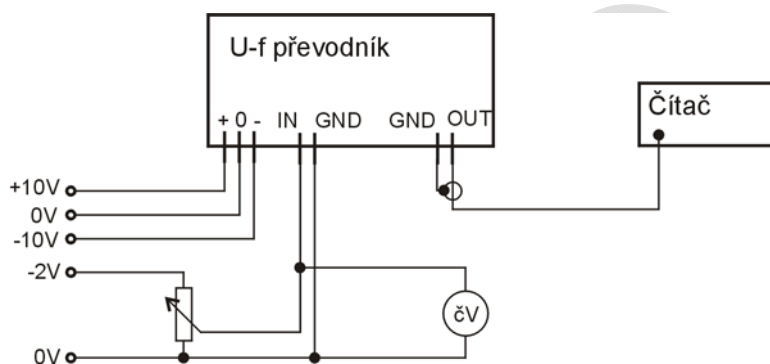 U-f převodník
+ 0 - IN GND GND OUT
Čítač
+10V
0V
-10V
-2V
čV
0V